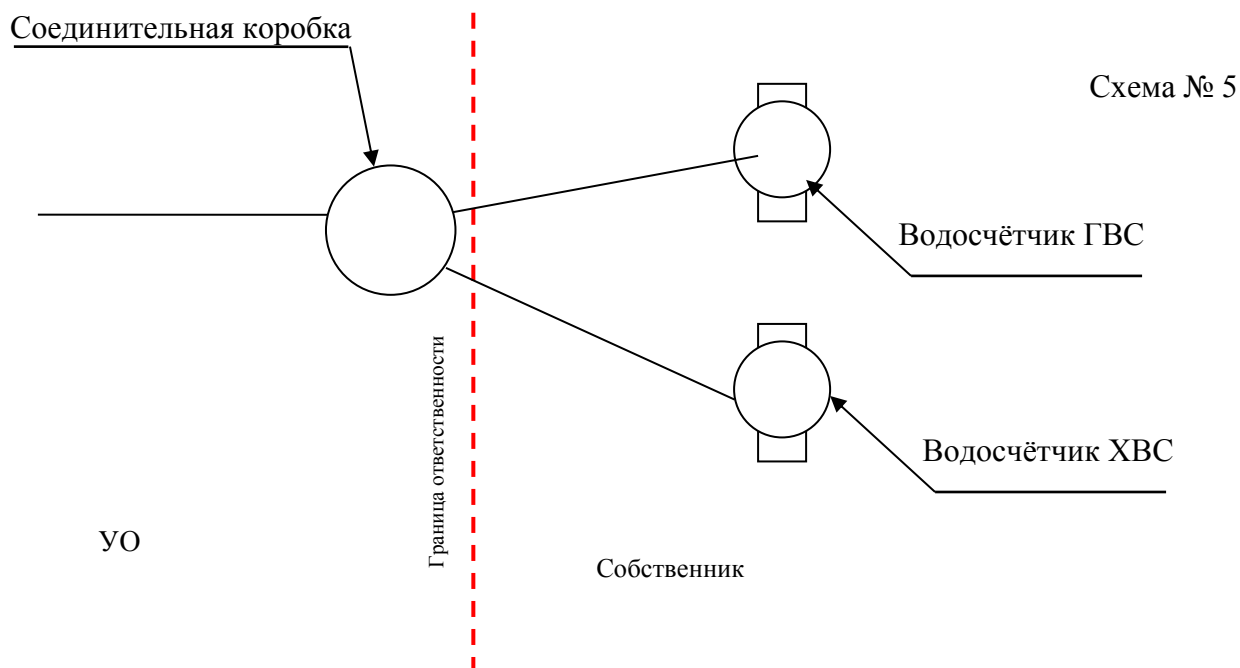 Соединительная коробка
Схема № 5
Водосчётчик ГВС
Водосчётчик ХВС
Граница ответственности
УО
Собственник